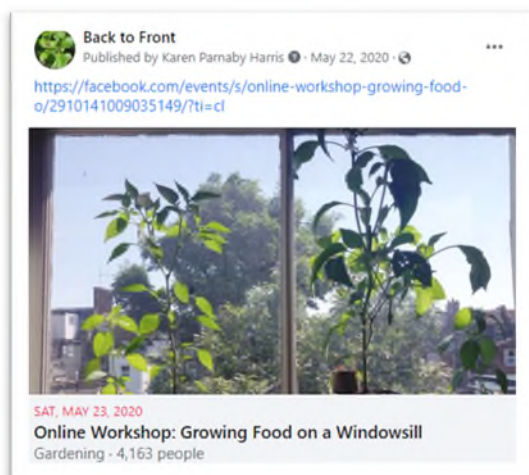 Back to Front
Published by Karen Parnaby Harris · May 22, 2020 ·
https://facebook.com/events/s/online-workshop-growing-food-
o/2910141009035149/?ti=cl
SAT, MAY 23, 2020
Online Workshop: Growing Food on a Windowsill
Gardening · 4,163 people